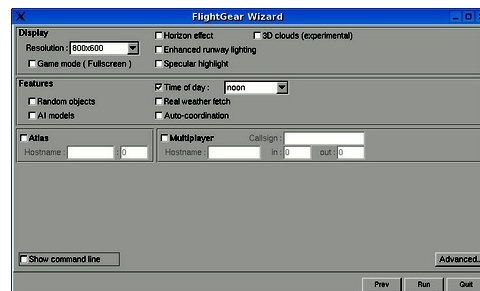 FlightGear Wizard
Display
Horizon effect
3D clouds (experimental)
Resolution : 800x600
Enhanced runway lighting
Game mode ( Fullscreen )
Specular highlight
Features
Time of day : noon
Random objects
Real weather fetch
AI models
Auto-coordination
Atlas
Hostname : : 0
Multiplayer
Callsign :
Hostname : in : 0 out : 0
Show command line
Advanced..
Prev
Run
Quit